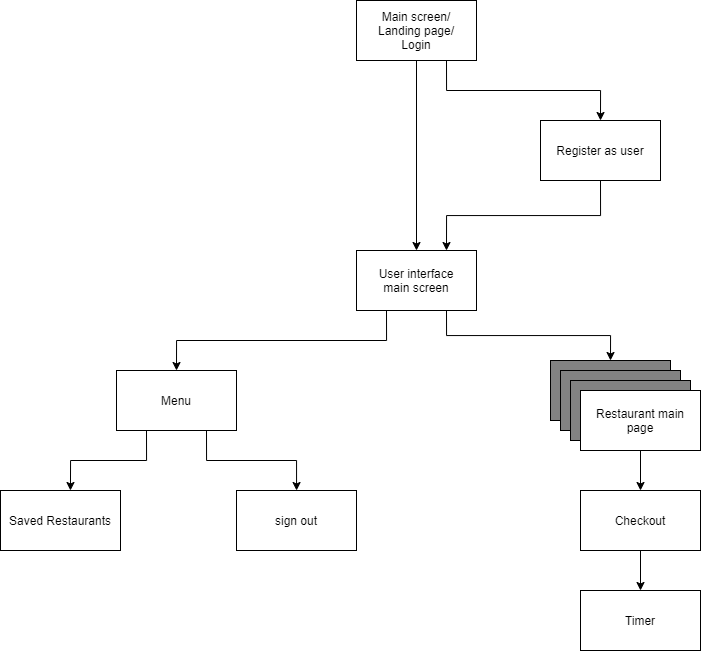 Main screen/
Landing page/
Login
Register as user
User interface
main screen
Menu
Restaurant main
page
Saved Restaurants
sign out
Checkout
Timer